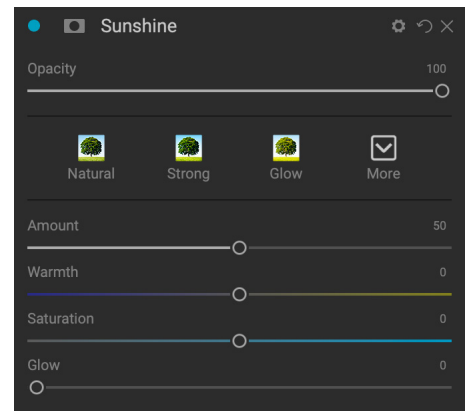 Sunshine
Opacity 100
Natural Strong Glow More
Amount 50
Warmth 0
Saturation 0
Glow 0